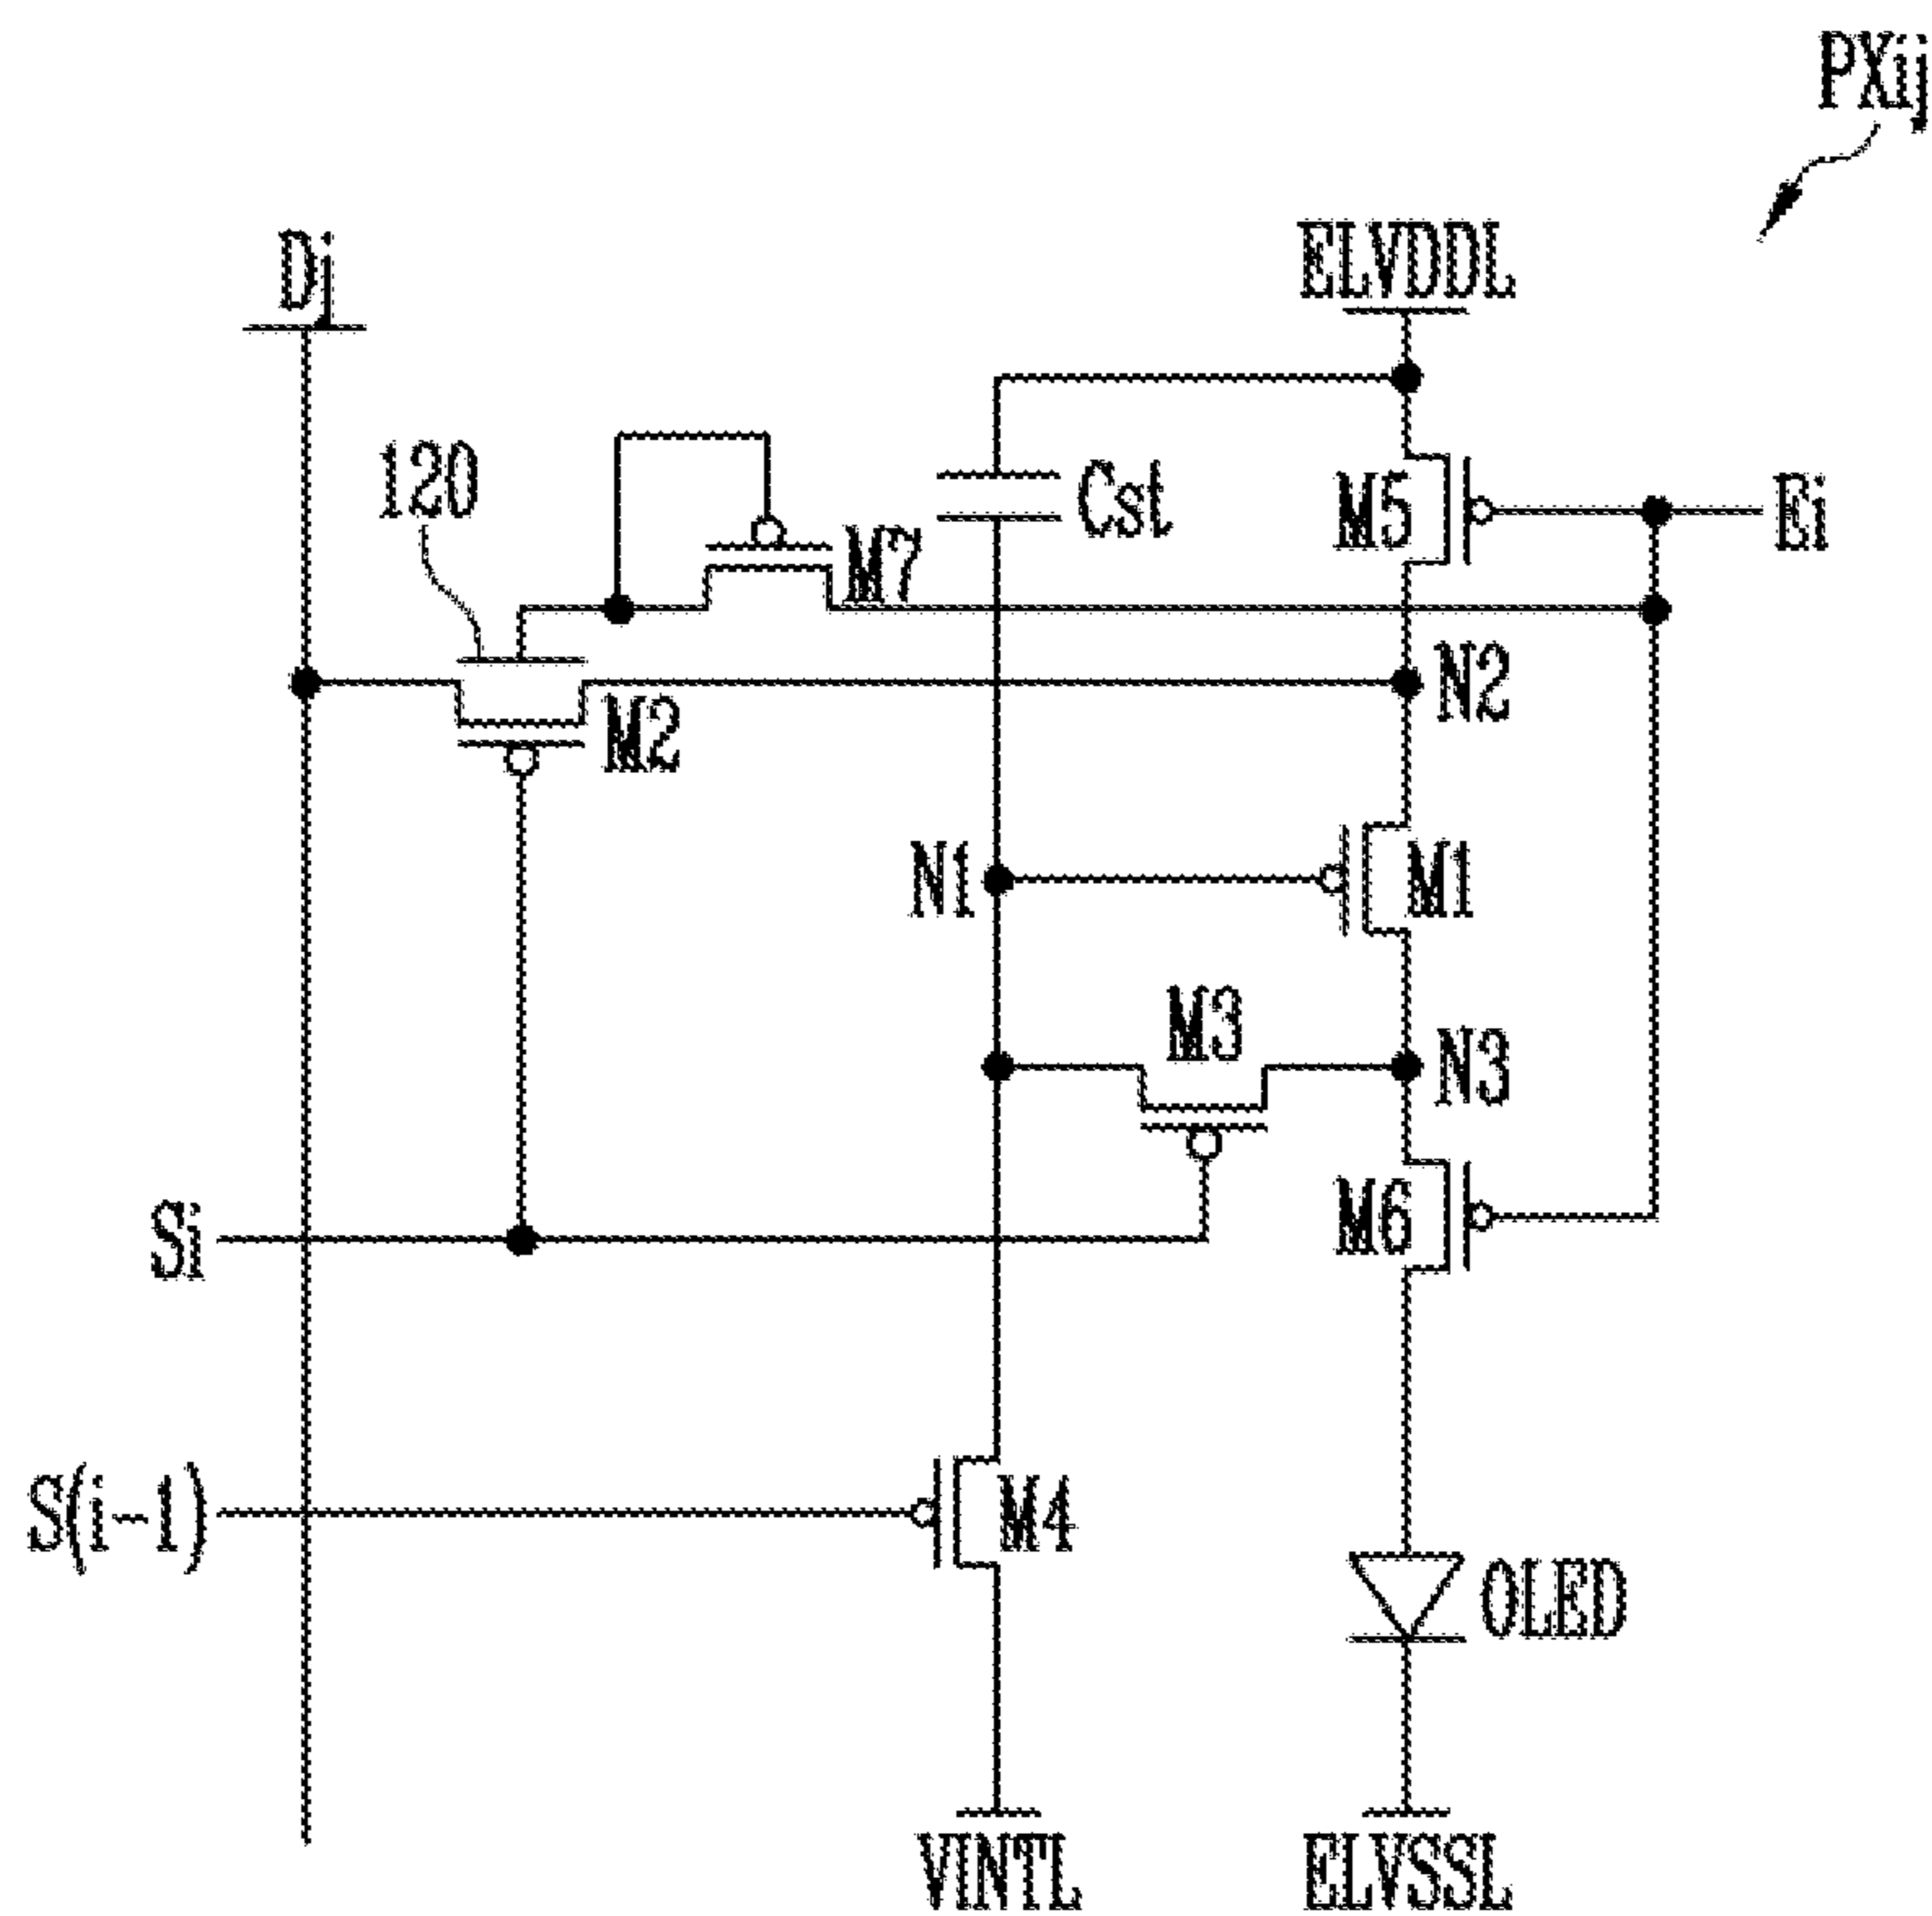 PXij
Dj
ELVDDL
120
Cst
M5
Ei
M7
N2
M2
N1
M1
M3
N3
Si
M6
S(i-1)
M4
OLED
VINTL
ELVSSL